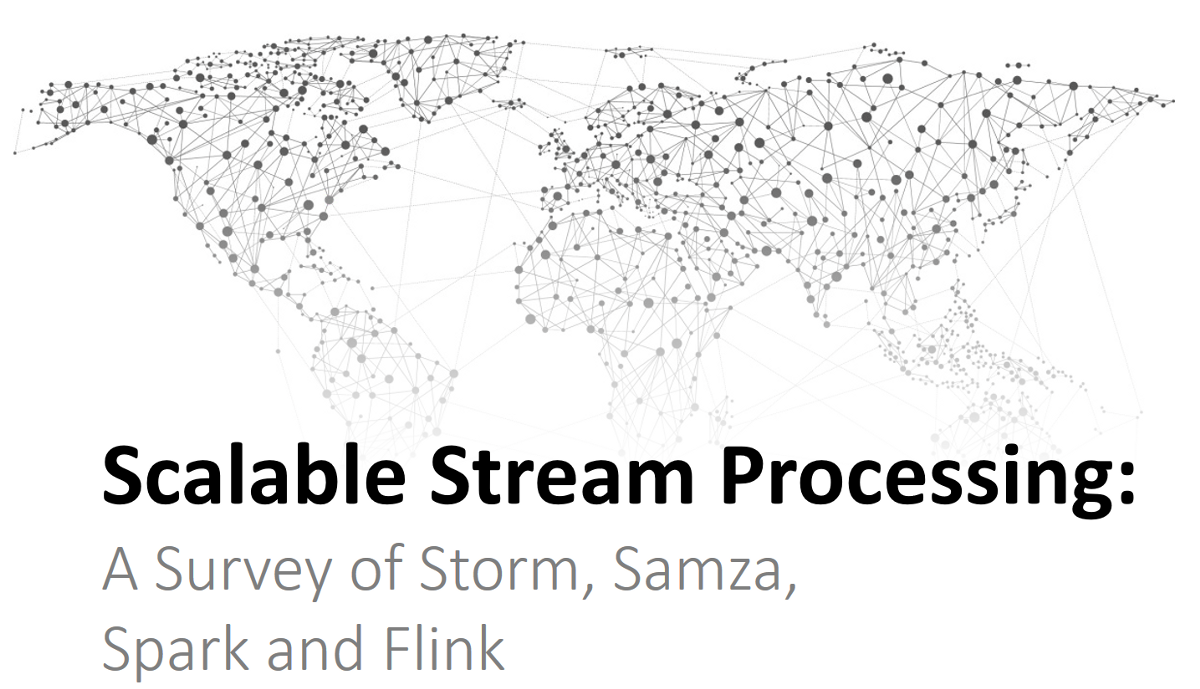 Scalable Stream Processing:
A Survey of Storm, Samza,
Spark and Flink